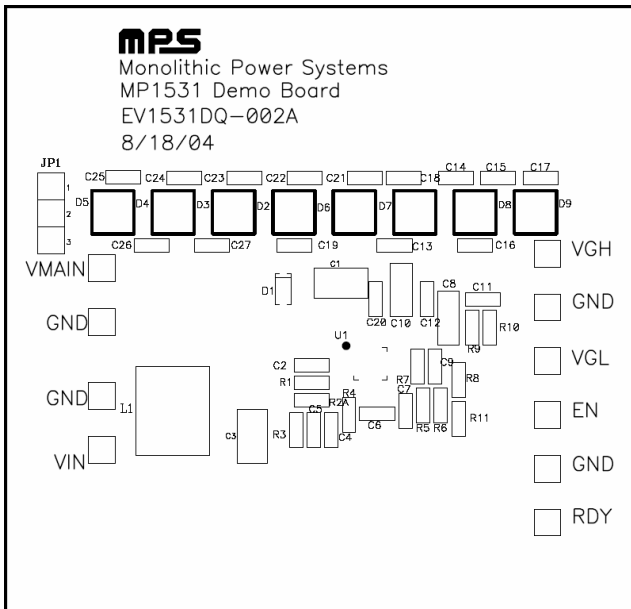 MPS
Monolithic Power Systems
MP1531 Demo Board
EV1531DQ-002A
8/18/04
JP1
1
2
3
C25 C24 C23 C22 C21 C18 C14 C15 C17
D5 D4 D3 D2 D6 D7 D8 D9
C26 C27 C19 C13 C16
VMAIN
GND
GND
VIN
L1
D1
C1
C20
C10
C12
C8
C11
R9
R10
U1
C2
R1
R2A
R4
C3
R3
C5
C4
C6
C7
R7
C9
R8
R5
R6
R11
VGH
GND
VGL
EN
GND
RDY